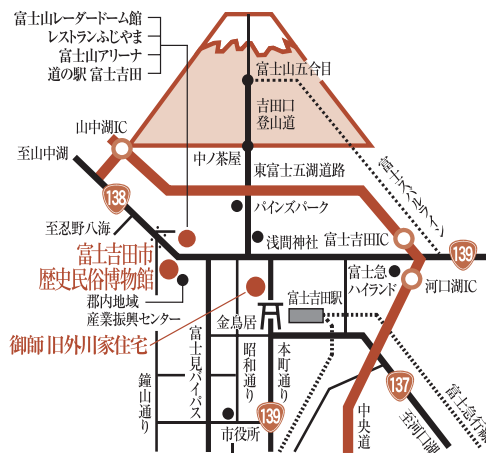 富士山レーダードーム館
レストランふじやま
富士山アリーナ
道の駅 富士吉田
富士山五合目
吉田口
登山道
山中湖IC
至山中湖
中ノ茶屋
東富士五湖道路
富士スバルライン
138
パインズパーク
至忍野八海
浅間神社
富士吉田IC
139
富士吉田市
歴史民俗博物館
富士急
ハイランド
河口湖IC
郡内地域
産業振興センター
富士吉田駅
金鳥居
御師 旧外川家住宅
富士見バイパス
昭和通り
本町通り
鐘山通り
137
富士急行線
139
市役所
中央道
至河口湖